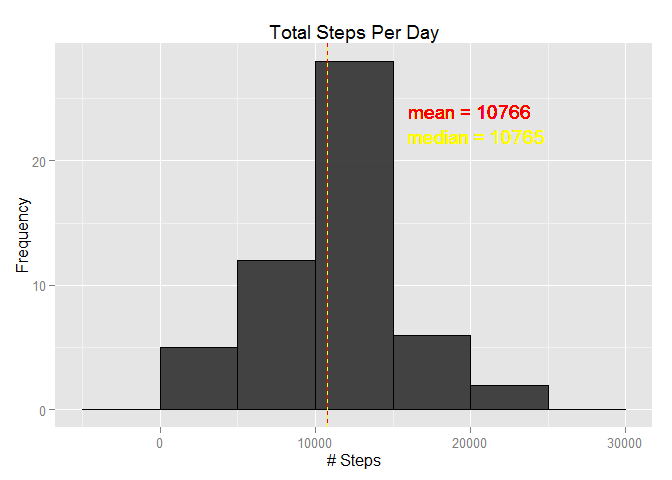 Total Steps Per Day
mean = 10766
median = 10765
Frequency
20
10
0
0 10000 20000 30000
# Steps